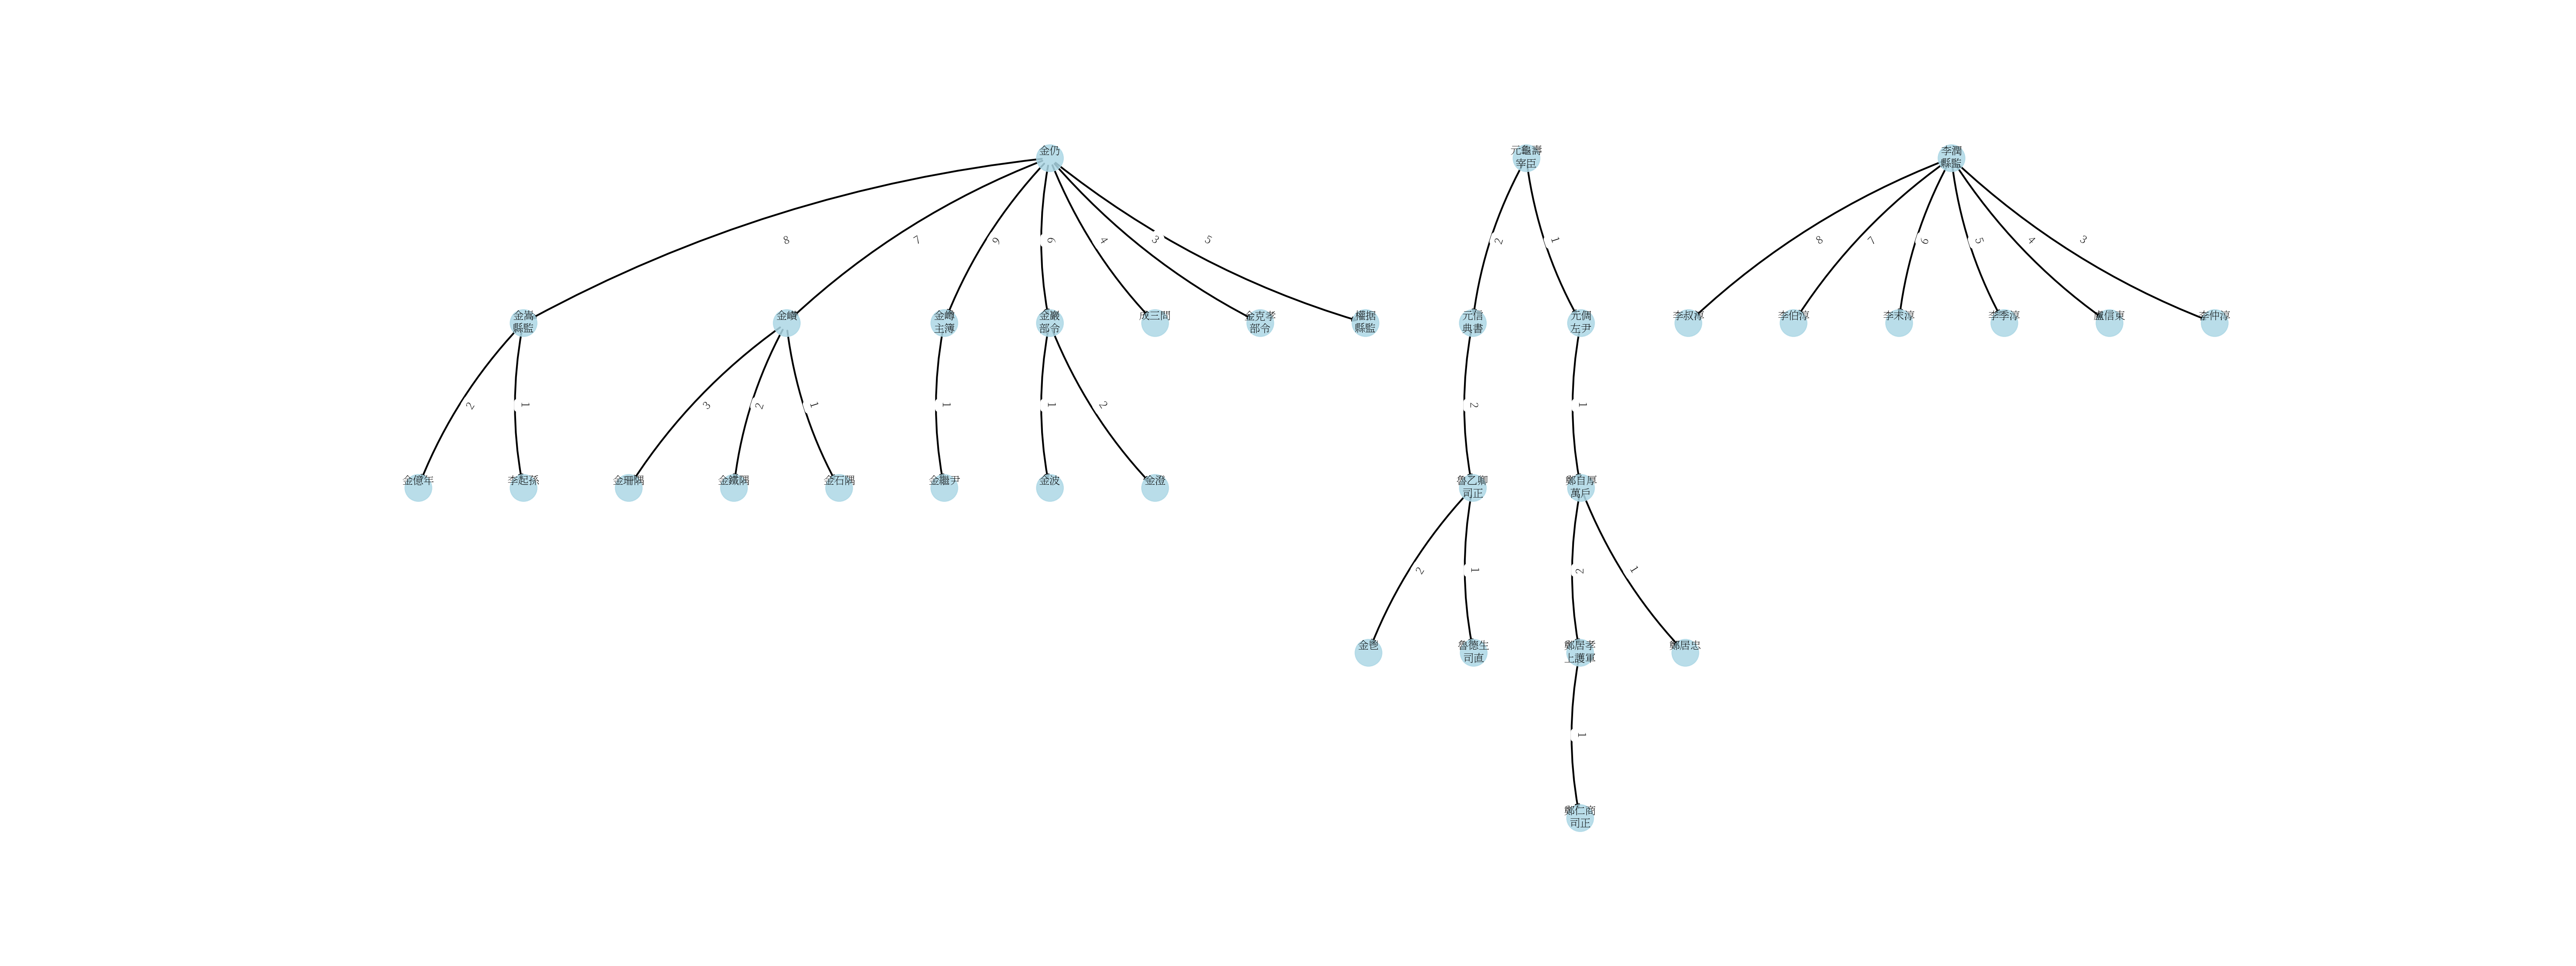 金仍
元龜壽
宰臣
李潤
縣監
8
7
9
6
4
3
5
2
1
8
7
6
5
4
3
金嵩
縣監
金㟽
金嶟
主簿
金巖
部令
成三問
金克孝
部令
權擴
縣監
元信
典書
元偶
左尹
李叔淳
李伯淳
李末淳
李季淳
盧信東
李仲淳
2
1
3
2
1
1
1
2
2
1
金億年
李起孫
金珊隅
金鐵隅
金石隅
金繼尹
金波
金澄
魯乙卿
司正
鄭自厚
萬戶
2
1
2
1
金㐣
魯德生
司直
鄭居孝
上護軍
鄭居忠
1
鄭仁商
司正